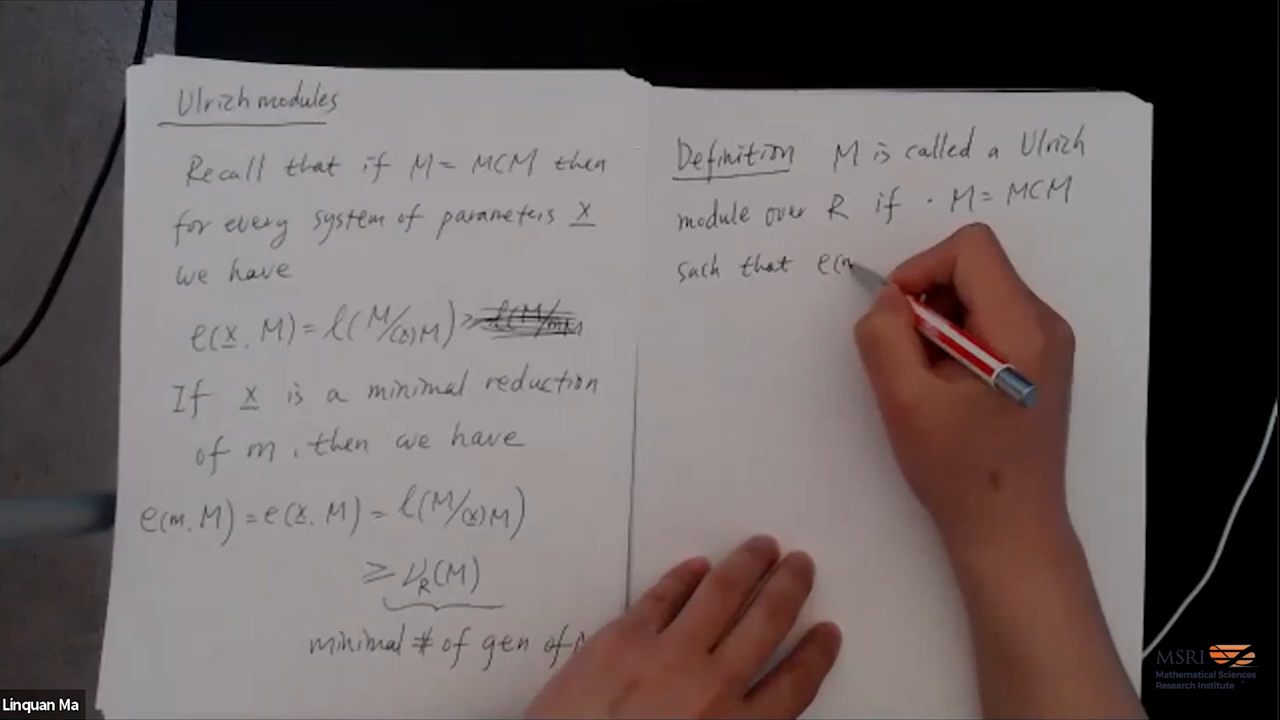 Ulrich modules
Recall that if M = MCM then
for every system of parameters x
we have
e(x, M) = l(M/(x)M) ≥
If x is a minimal reduction
of m, then we have
e(m, M) = e(x, M) = l(M/(x)M)
≥ ν_R(M)
minimal # of gen of
Definition M is called a Ulrich
module over R if · M = MCM
such that e(m
Linquan Ma
MSRI
Mathematical Sciences
Research Institute